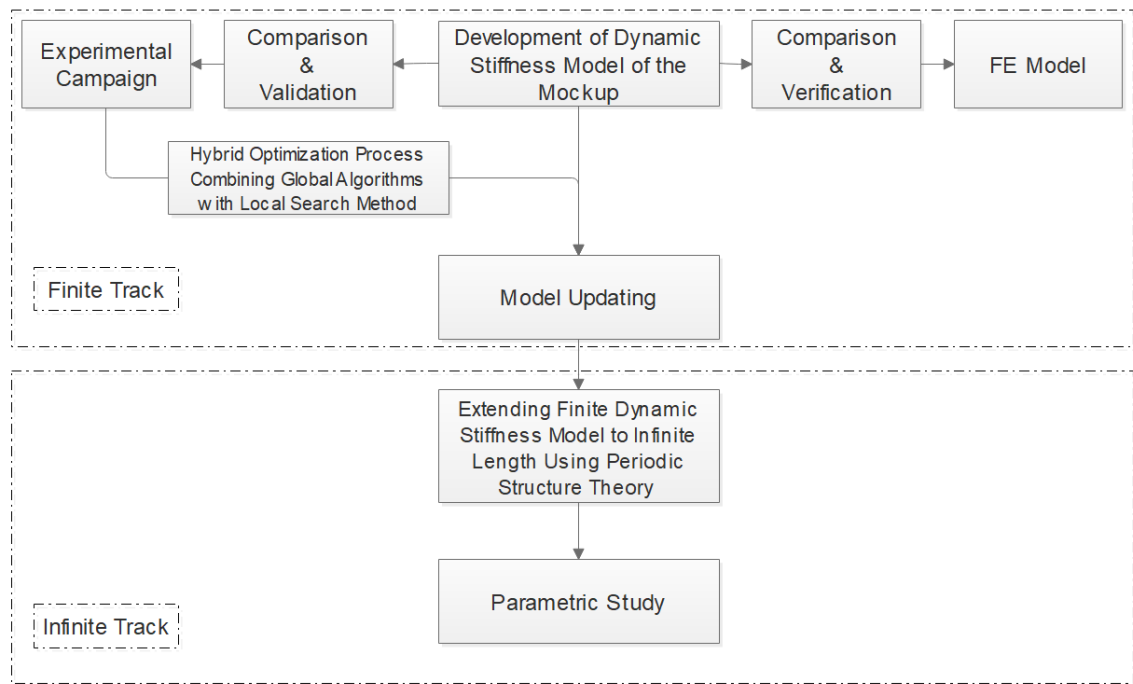 Experimental
Campaign
Comparison
&
Validation
Development of Dynamic
Stiffness Model of the
Mockup
Comparison
&
Verification
FE Model
Hybrid Optimization Process
Combining Global Algorithms
with Local Search Method
Finite Track
Model Updating
Extending Finite Dynamic
Stiffness Model to Infinite
Length Using Periodic
Structure Theory
Parametric Study
Infinite Track